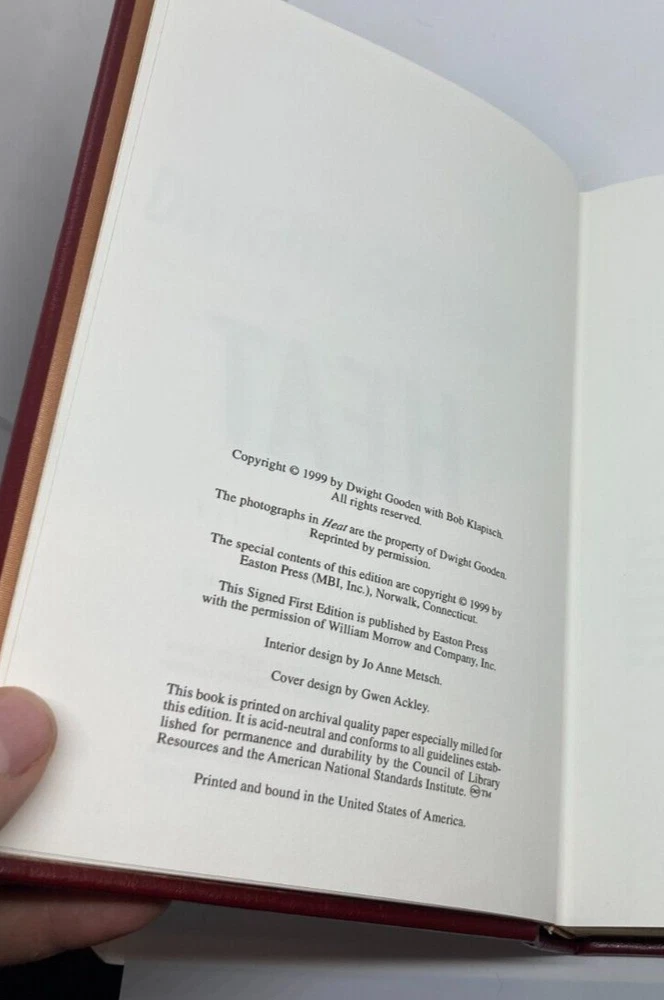 Copyright © 1999 by Dwight Gooden with Bob Klapisch.
All rights reserved.
The photographs in Heat are the property of Dwight Gooden.
Reprinted by permission.
The special contents of this edition are copyright © 1999 by
Easton Press (MBI, Inc.), Norwalk, Connecticut.
This Signed First Edition is published by Easton Press
with the permission of William Morrow and Company, Inc.
Interior design by Jo Anne Metsch.
Cover design by Gwen Ackley.
This book is printed on archival quality paper especially milled for
this edition. It is acid-neutral and conforms to all guidelines estab-
lished for permanence and durability by the Council of Library
Resources and the American National Standards Institute. ♾™
Printed and bound in the United States of America.